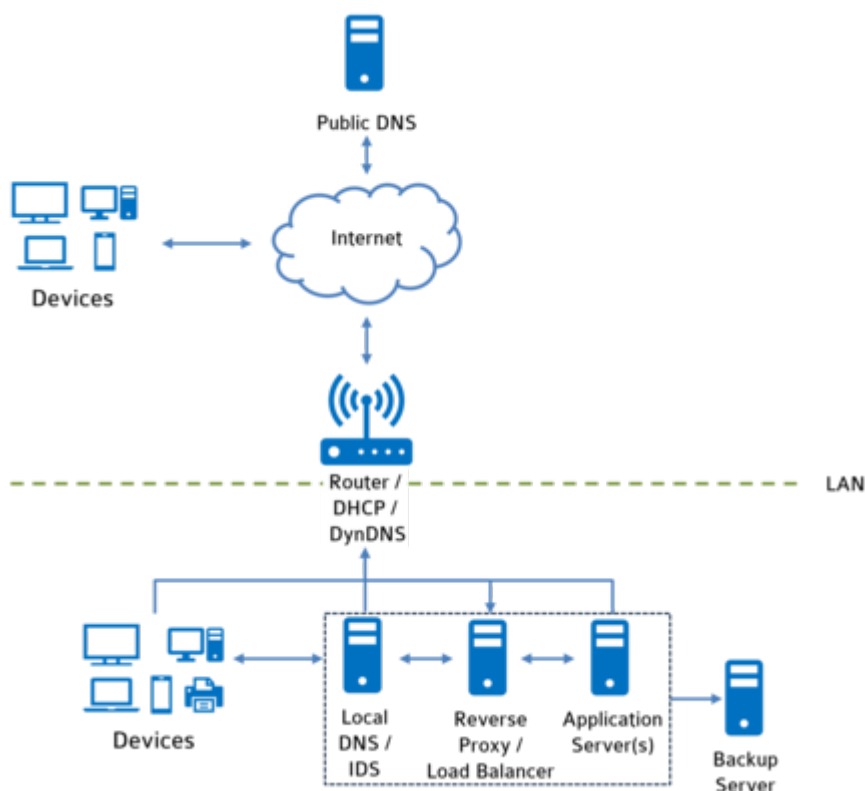 Public DNS
Internet
Devices
Router /
DHCP /
DynDNS
LAN
Devices
Local
DNS /
IDS
Reverse
Proxy /
Load Balancer
Application
Server(s)
Backup
Server